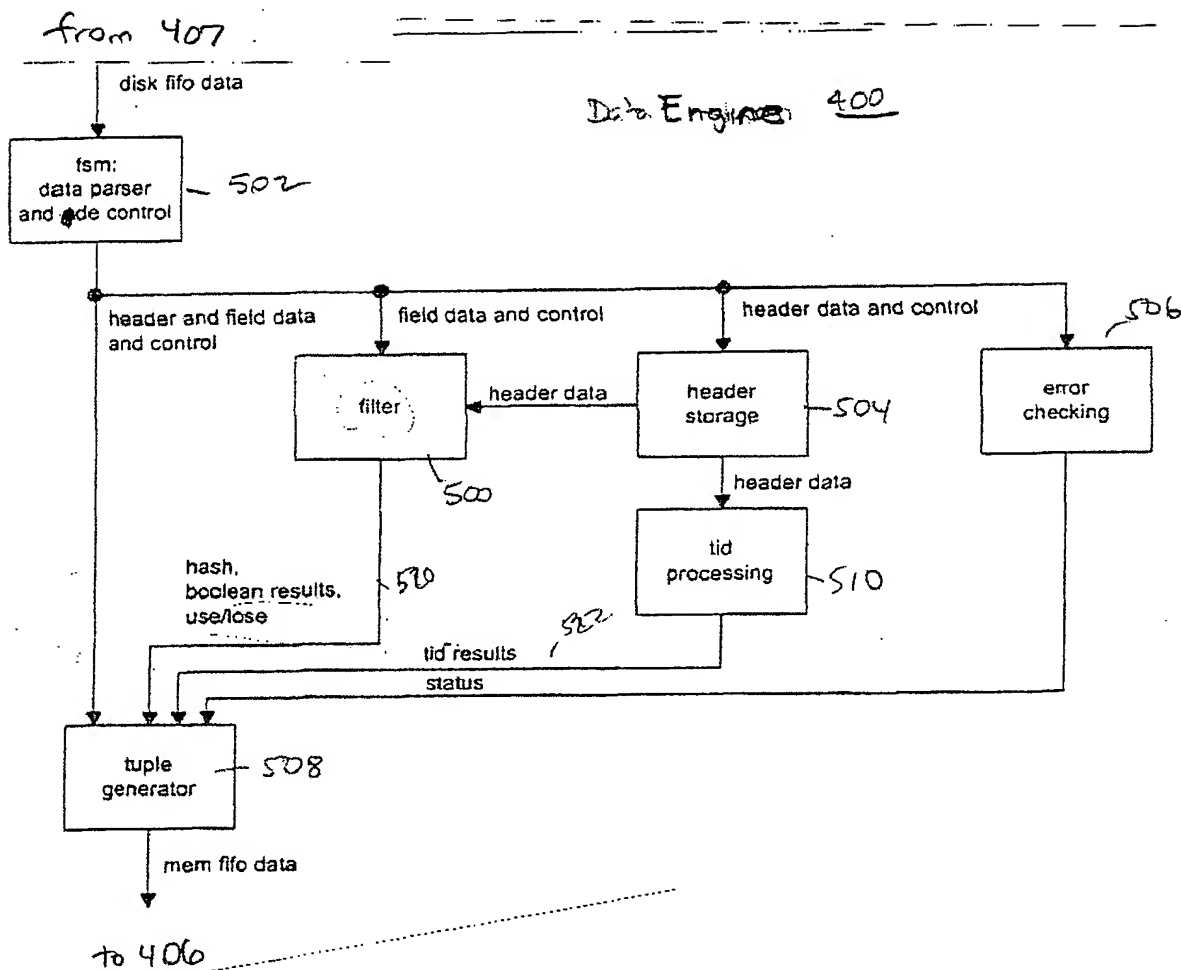 from 407
disk fifo data
Data Engine 400
fsm:
data parser
and de control
502
header and field data
and control
field data and control
header data and control
506
filter
header data
header
storage
504
error
checking
500
header data
tid
processing
510
hash,
boolean results,
use/lose
520
522
tid results
status
tuple
generator
508
mem fifo data
to 406